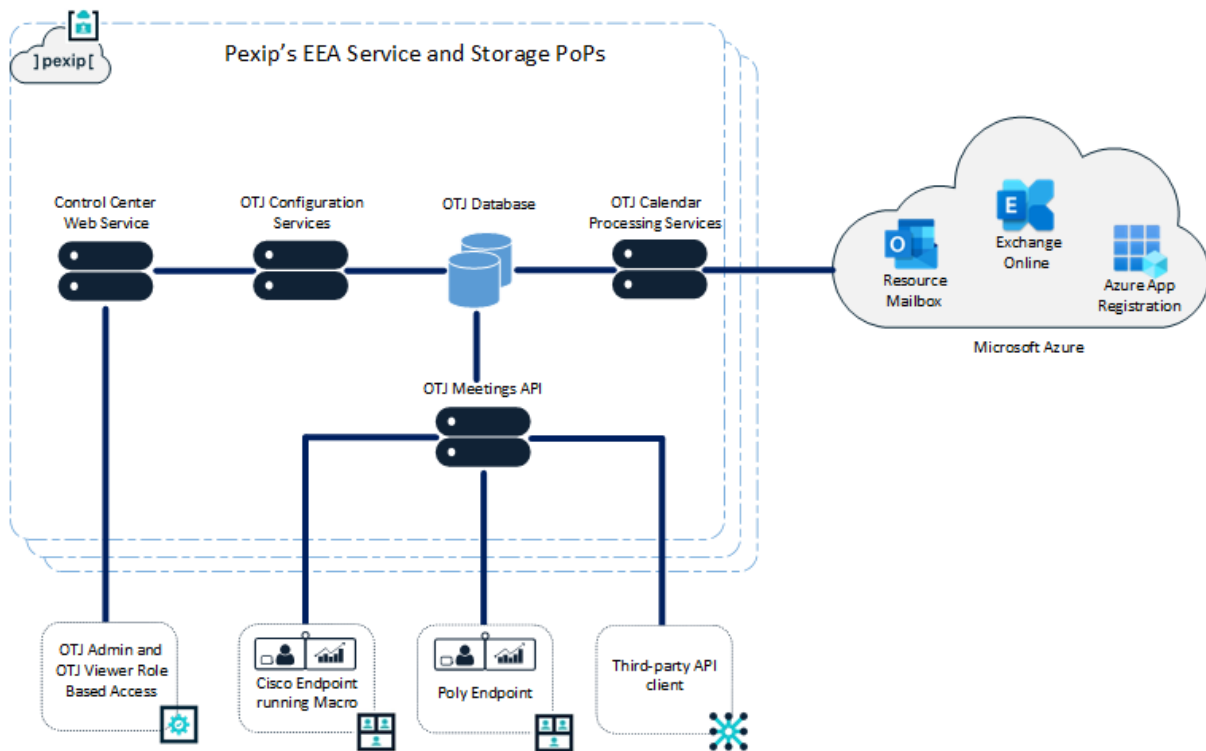 ]pexip[
Pexip's EEA Service and Storage PoPs
Control Center
Web Service
OTJ Configuration
Services
OTJ Database
OTJ Calendar
Processing Services
OTJ Meetings API
O
Resource
Mailbox
E
Exchange
Online
Azure App
Registration
Microsoft Azure
OTJ Admin and
OTJ Viewer Role
Based Access
Cisco Endpoint
running Macro
Poly Endpoint
Third-party API
client